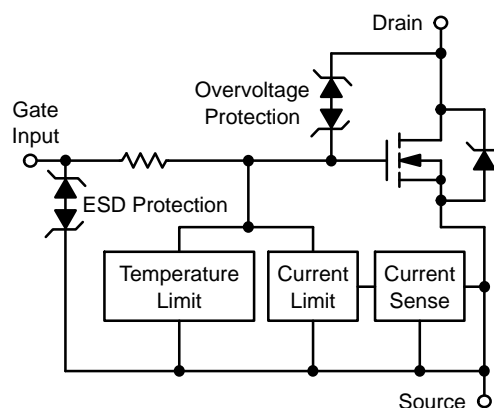 Drain
Overvoltage
Protection
Gate
Input
ESD Protection
Temperature
Limit
Current
Limit
Current
Sense
Source